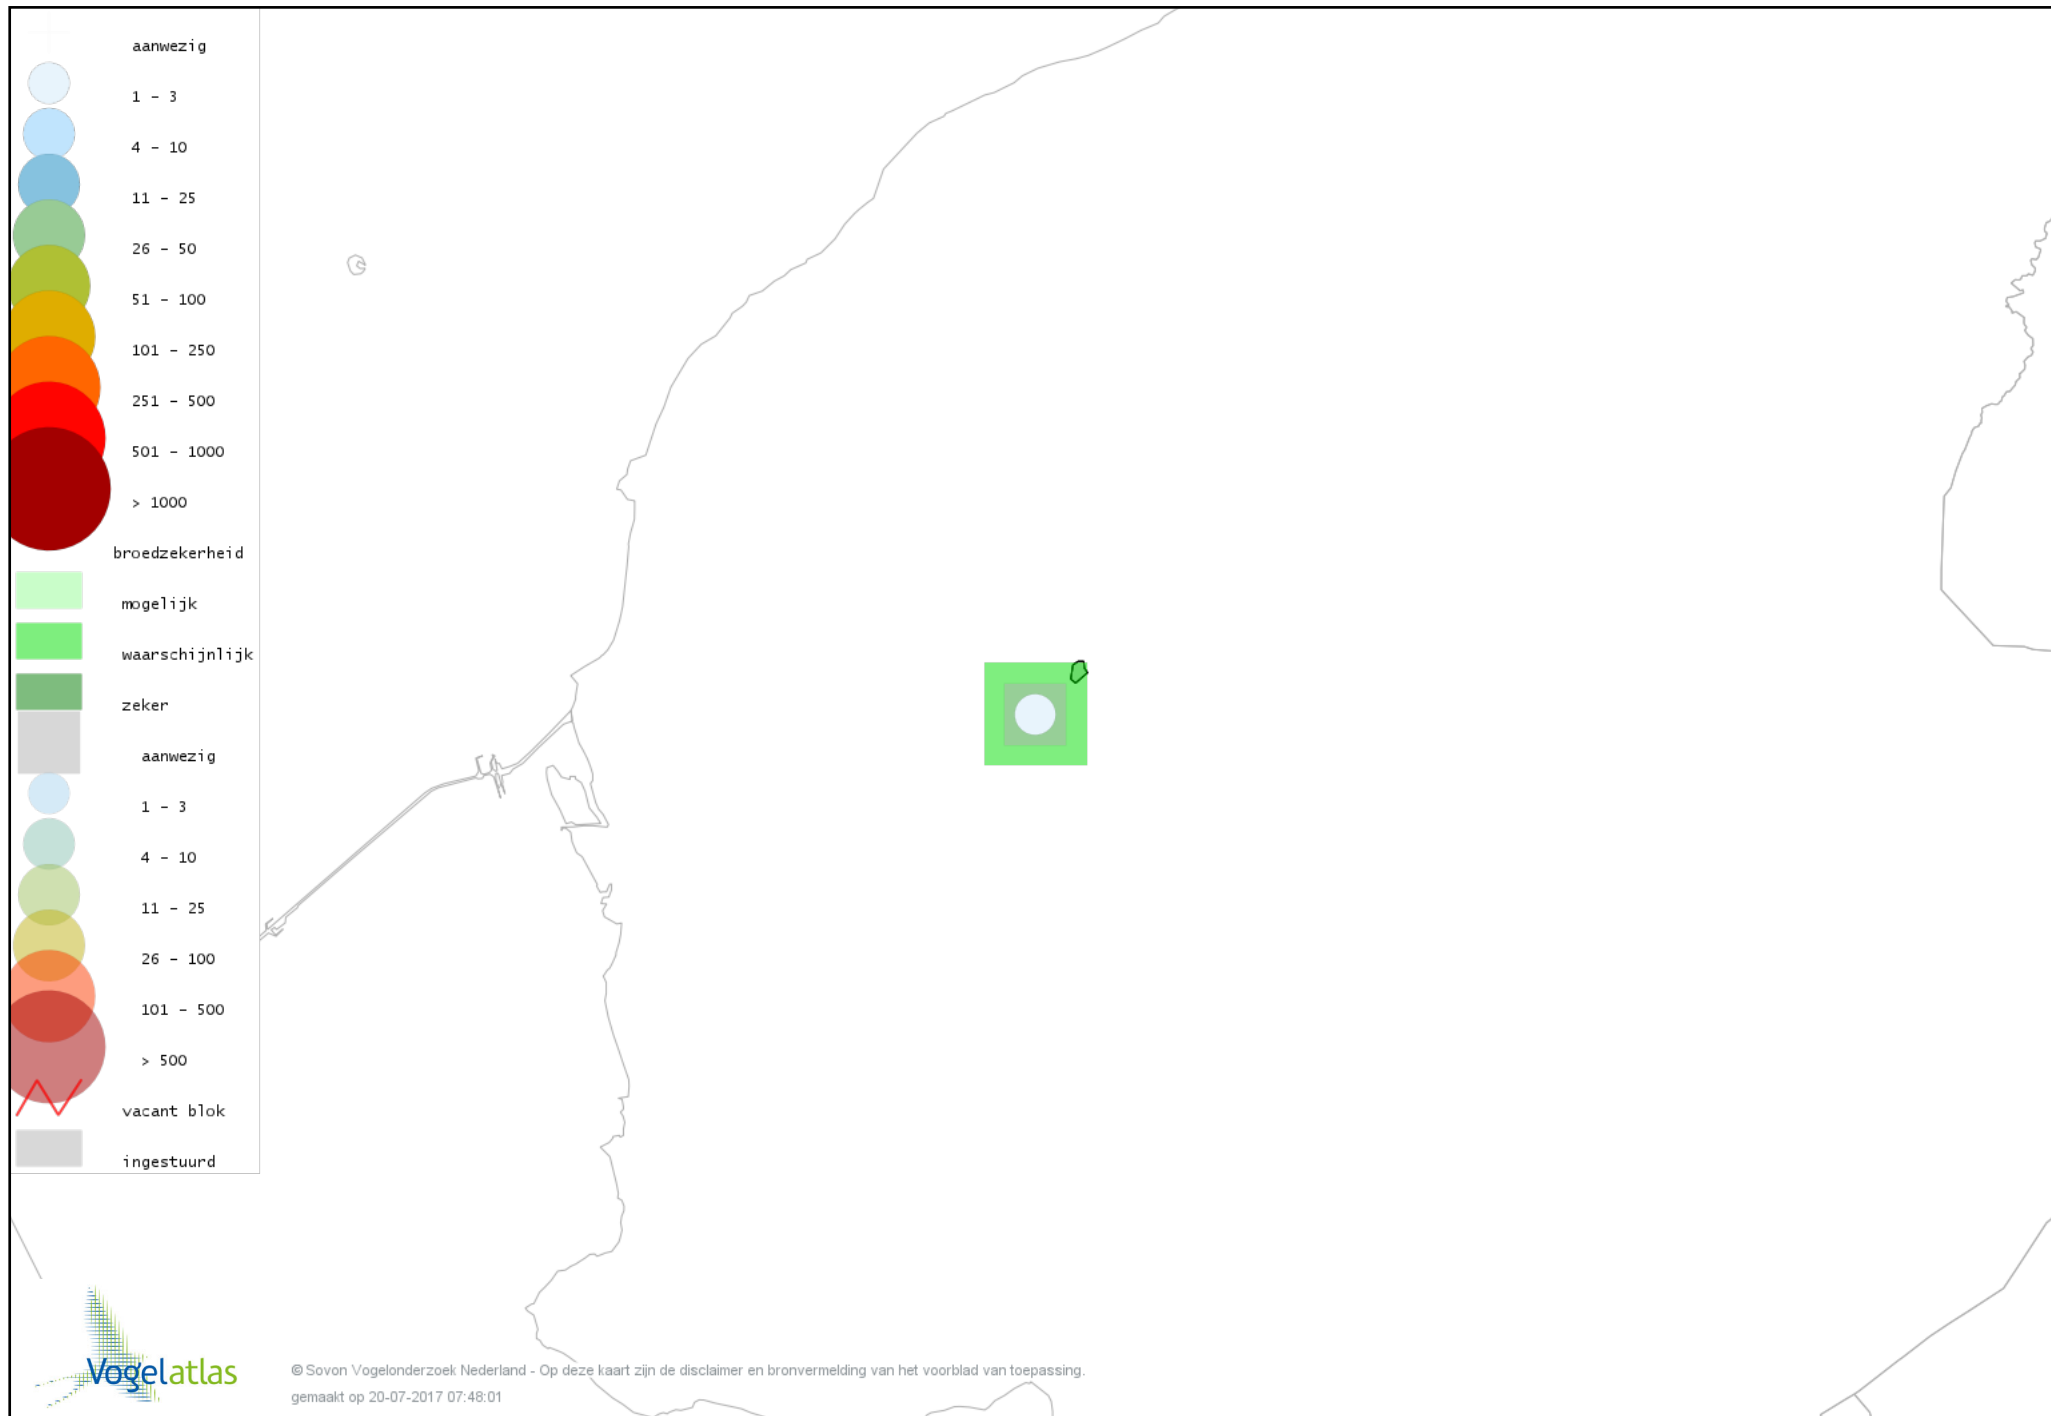 aanwezig
1 - 3
4 - 10
11 - 25
26 - 50
51 - 100
101 - 250
251 - 500
501 - 1000
> 1000
broedzekerheid
mogelijk
waarschijnlijk
zeker
aanwezig
1 - 3
4 - 10
11 - 25
26 - 100
101 - 500
> 500
vacant blok
ingestuurd
Vogelatlas
© Sovon Vogelonderzoek Nederland - Op deze kaart zijn de disclaimer en bronvermelding van het voorblad van toepassing.
gemaakt op 20-07-2017 07:48:01